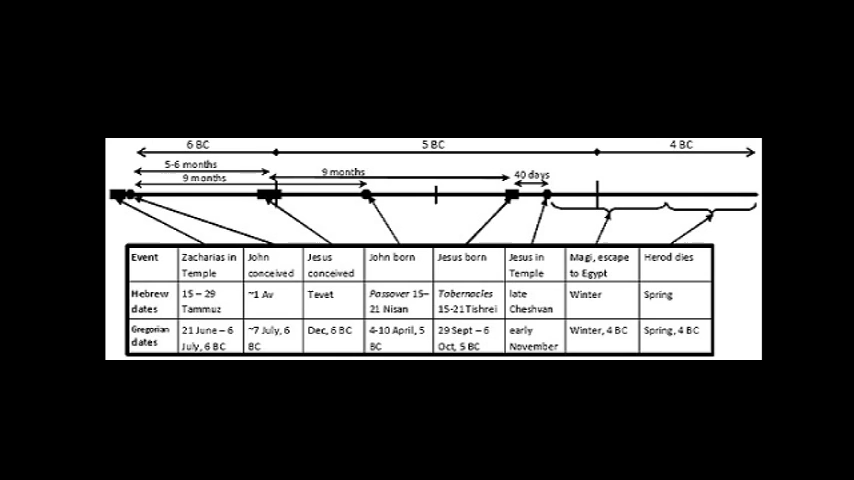 6 BC 5 BC 4 BC
5-6 months
9 months 9 months 40 days
Event Zacharias in Temple John conceived Jesus conceived John born Jesus born Jesus in Temple Magi, escape to Egypt Herod dies
Hebrew dates 15 – 29 Tammuz ~1 Av Tevet Passover 15–21 Nisan Tabernacles 15-21 Tishrei late Cheshvan Winter Spring
Gregorian dates 21 June – 6 July, 6 BC ~7 July, 6 BC Dec, 6 BC 4-10 April, 5 BC 29 Sept – 6 Oct, 5 BC early November Winter, 4 BC Spring, 4 BC